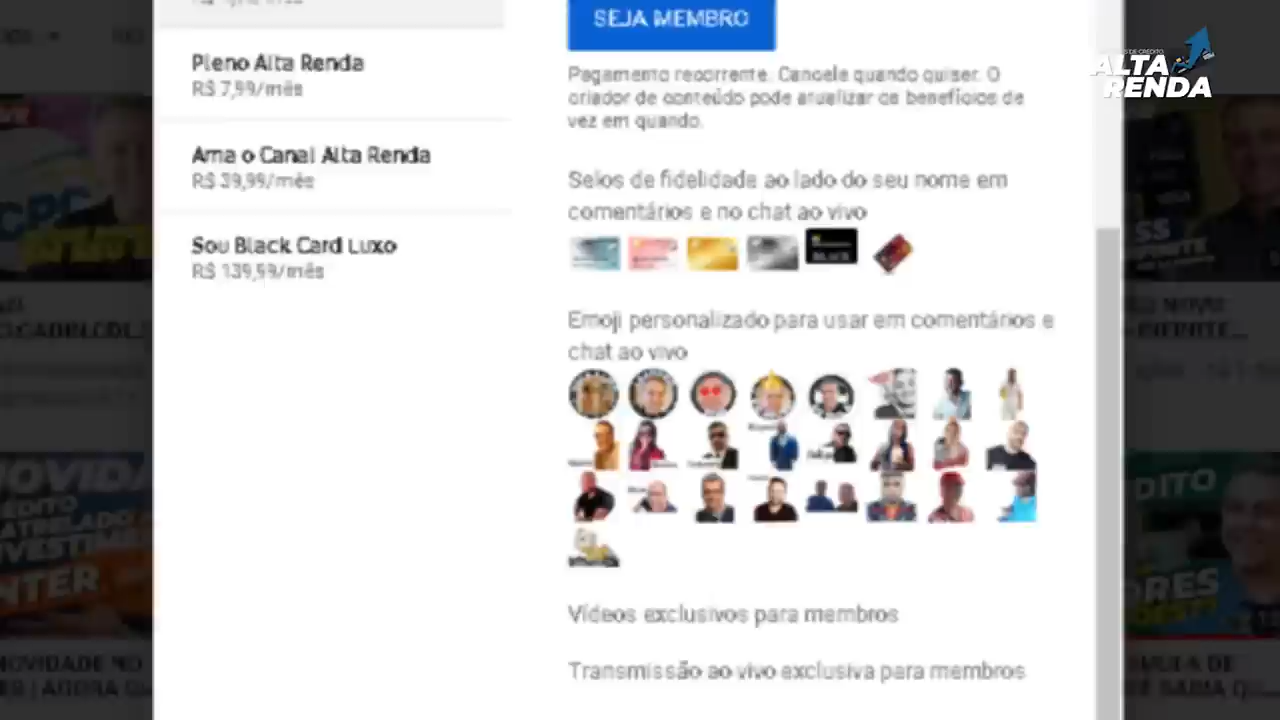 SEJA MEMBRO
Pleno Alta Renda
R$ 7,99/mês
Ama o Canal Alta Renda
R$ 39,99/mês
Sou Black Card Luxo
R$ 139,99/mês
Pagamento recorrente. Cancele quando quiser. O
criador de conteúdo pode atualizar os benefícios de
vez em quando.
Selos de fidelidade ao lado do seu nome em
comentários e no chat ao vivo
Emoji personalizado para usar em comentários e
chat ao vivo
Vídeos exclusivos para membros
Transmissão ao vivo exclusiva para membros
ALTA
RENDA
NOVIDADE NO